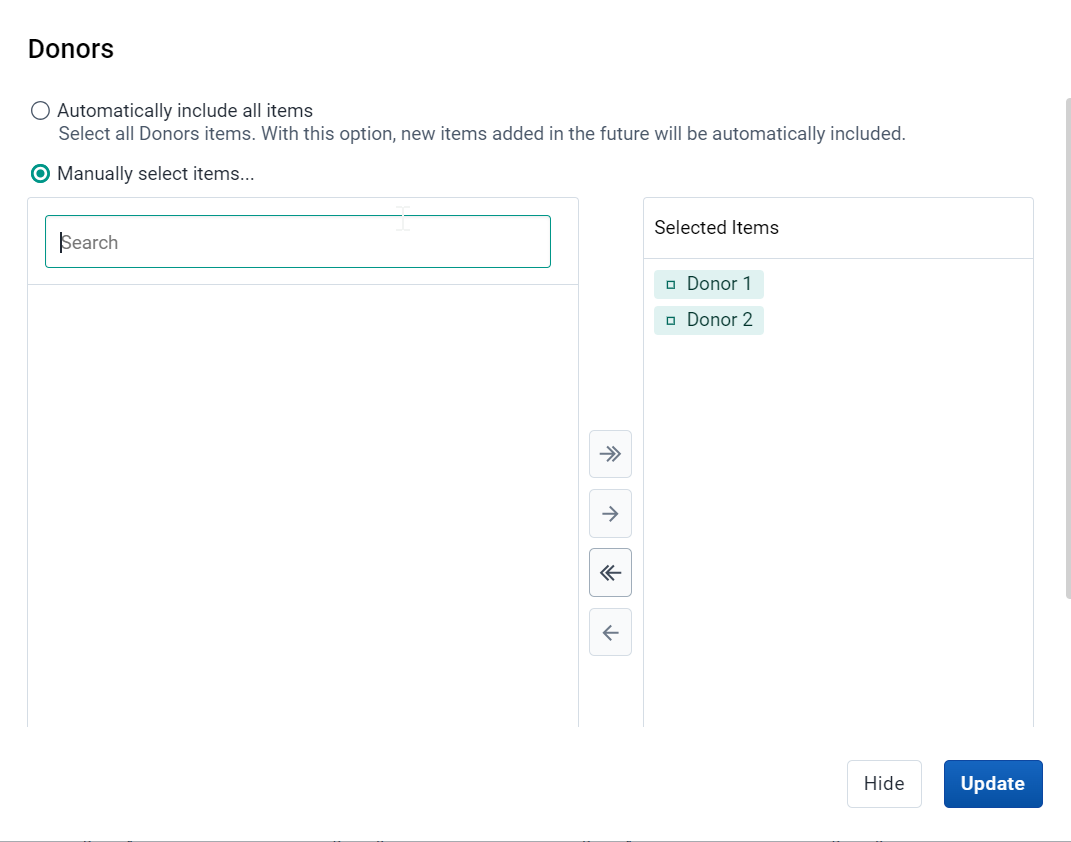 Donors
Automatically include all items
Select all Donors items. With this option, new items added in the future will be automatically included.
Manually select items...
Search
Selected Items
Donor 1
Donor 2
Hide
Update